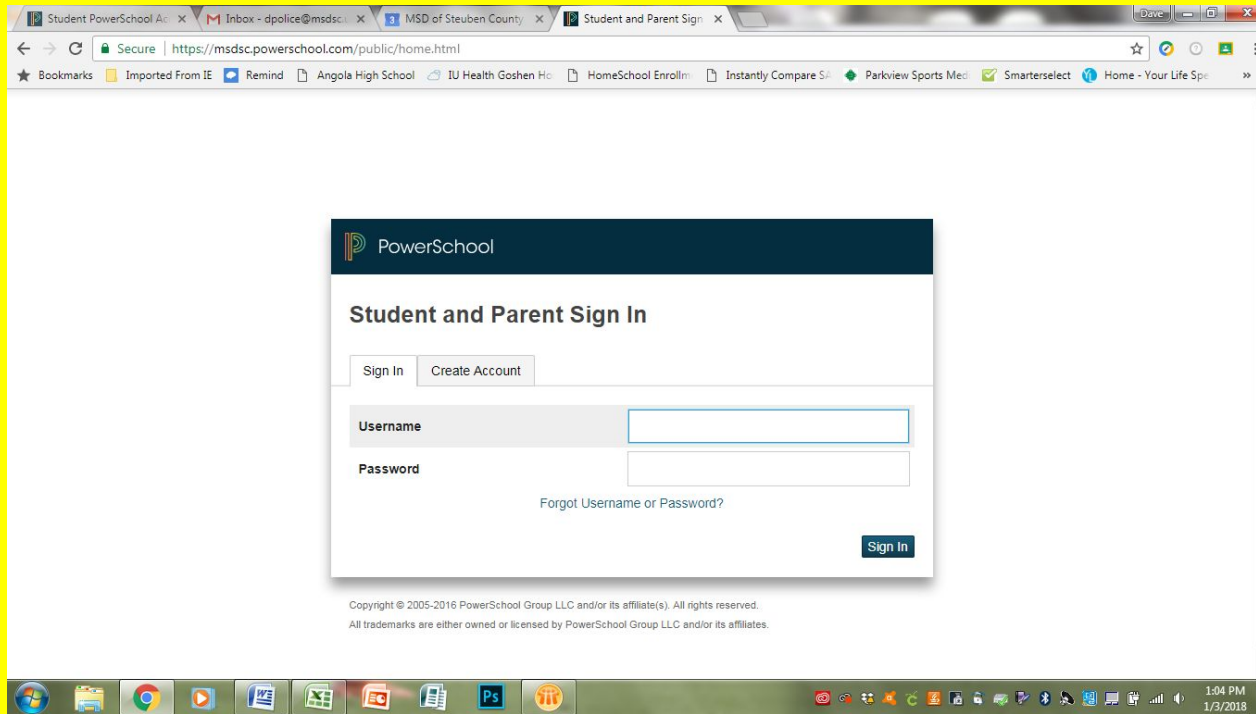 Student PowerSchool Ac
Inbox - dpolice@msdsc.
3 MSD of Steuben County
Student and Parent Sign
Dave
Secure | https://msdsc.powerschool.com/public/home.html
Bookmarks Imported From IE Remind Angola High School IU Health Goshen Ho HomeSchool Enrollm Instantly Compare SA Parkview Sports Med Smarterselect Home - Your Life Spe »
PowerSchool
Student and Parent Sign In
Sign In Create Account
Username
Password
Forgot Username or Password?
Sign In
Copyright © 2005-2016 PowerSchool Group LLC and/or its affiliate(s). All rights reserved.
All trademarks are either owned or licensed by PowerSchool Group LLC and/or its affiliates.
Ps
1:04 PM
1/3/2018